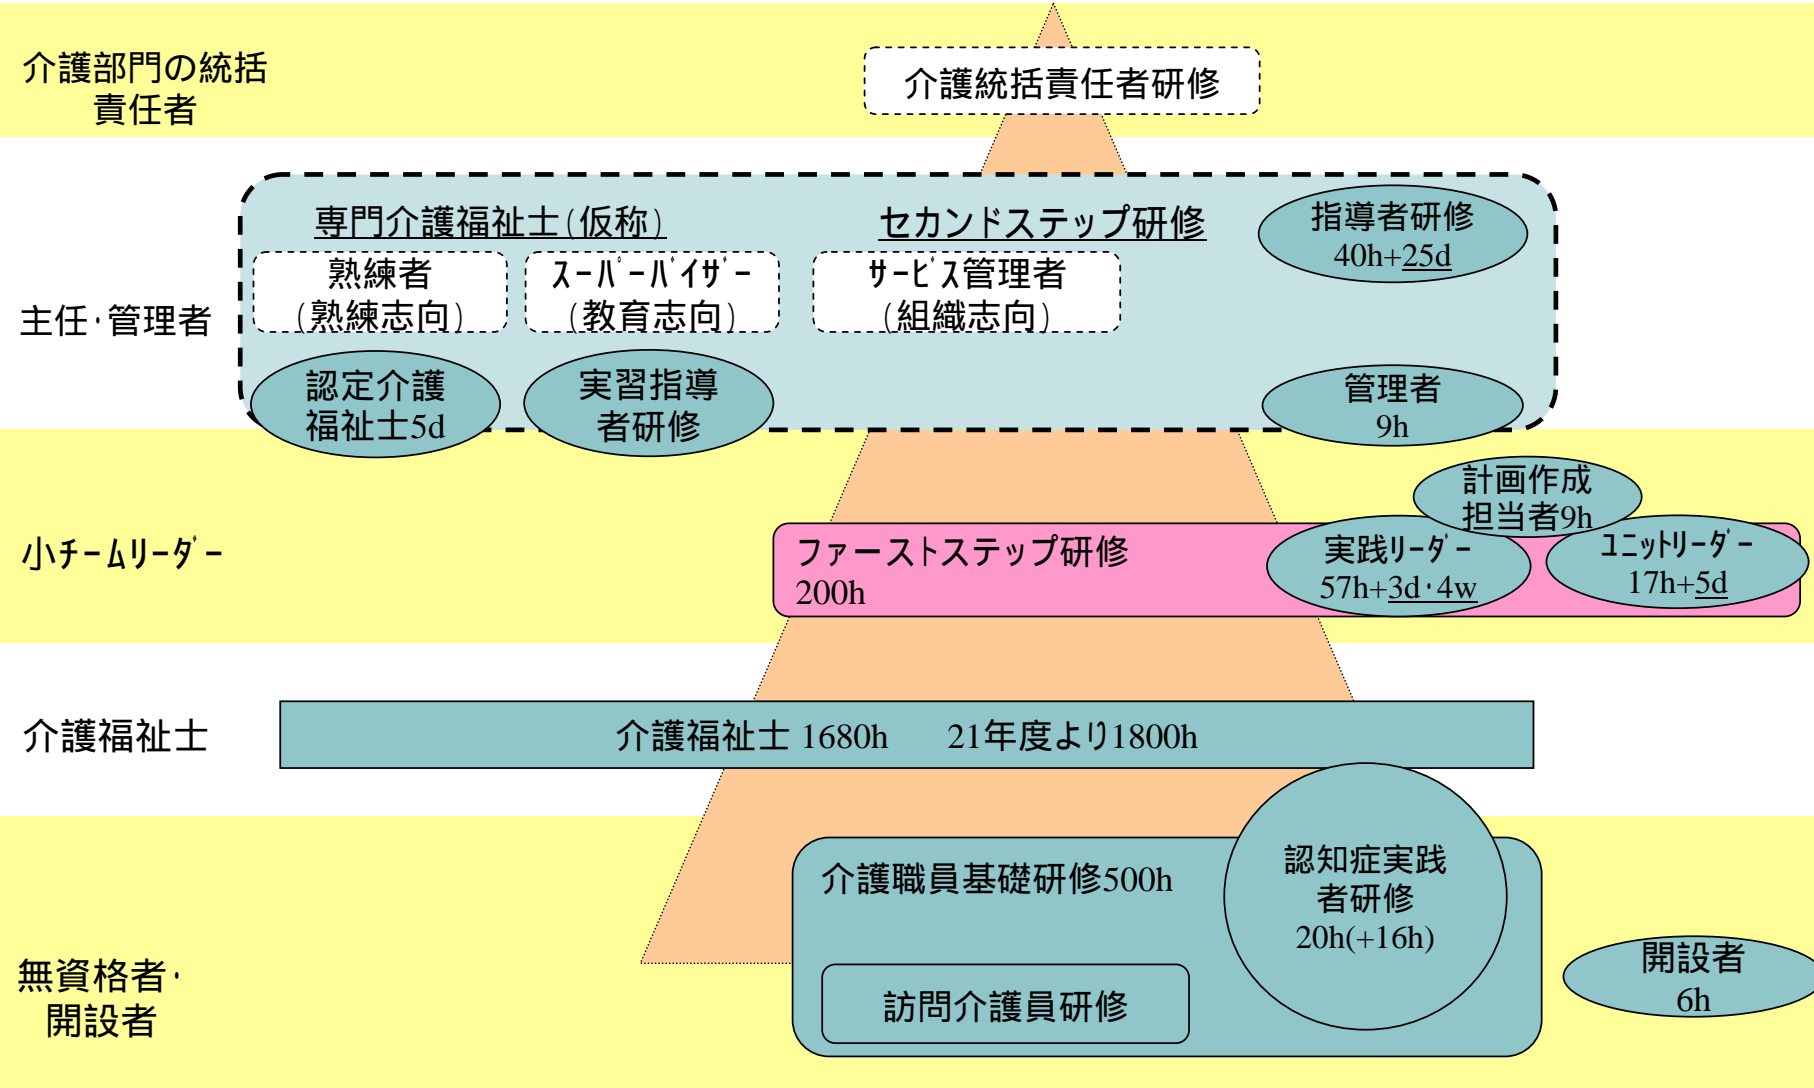 介護部門の統括
責任者
介護統括責任者研修
主任･管理者
専門介護福祉士(仮称)
セカンドステップ研修
指導者研修
40h+25d
熟練者
(熟練志向)
ｽｰﾊﾟｰﾊﾞｲｻﾞｰ
(教育志向)
ｻｰﾋﾞｽ管理者
(組織志向)
認定介護
福祉士5d
実習指導
者研修
管理者
9h
小ﾁｰﾑﾘｰﾀﾞｰ
計画作成
担当者9h
ファーストステップ研修
200h
実践ﾘｰﾀﾞｰ
57h+3d･4w
ﾕﾆｯﾄﾘｰﾀﾞｰ
17h+5d
介護福祉士
介護福祉士 1680h 21年度より1800h
無資格者･
開設者
介護職員基礎研修500h
認知症実践
者研修
20h(+16h)
訪問介護員研修
開設者
6h